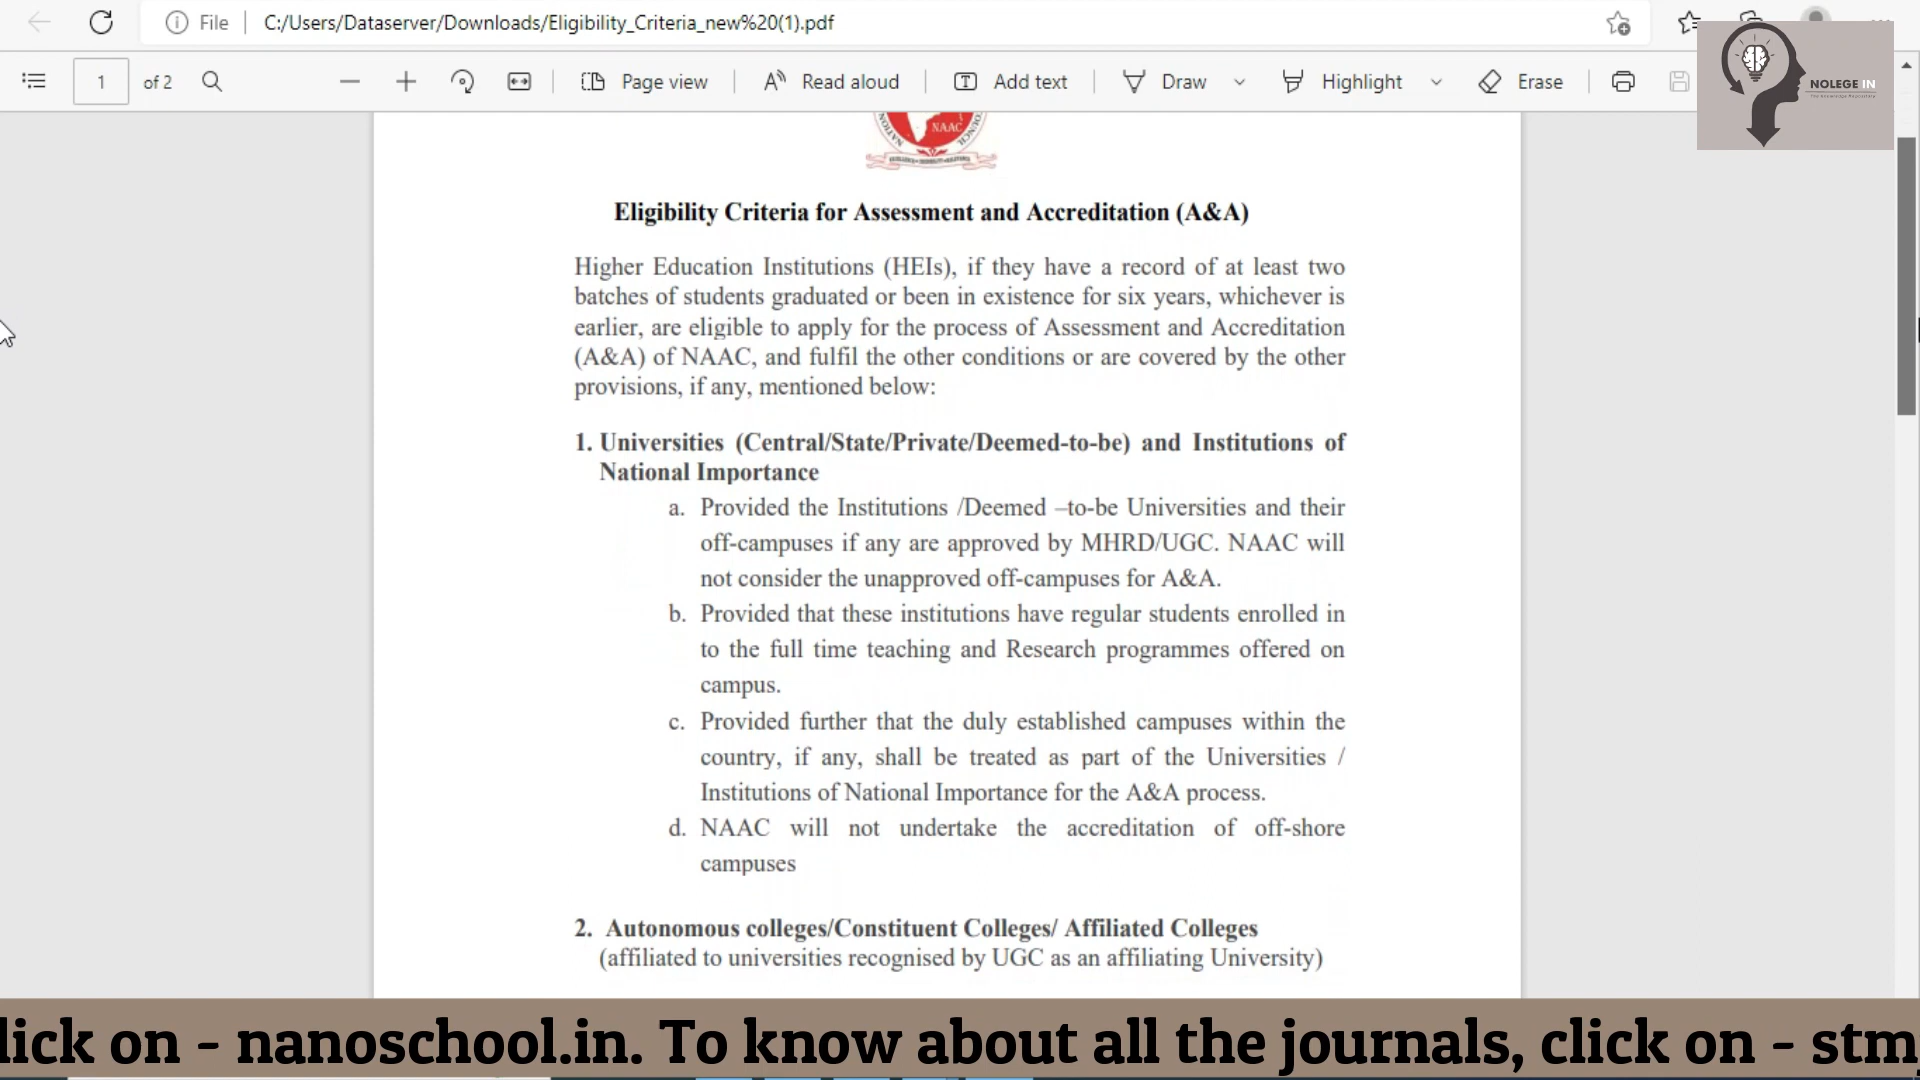 File
C:/Users/Dataserver/Downloads/Eligibility_Criteria_new%20(1).pdf
1 of 2
Page view
Read aloud
Add text
Draw
Highlight
Erase
NOLEGE IN
NAAC
Eligibility Criteria for Assessment and Accreditation (A&A)
Higher Education Institutions (HEIs), if they have a record of at least two
batches of students graduated or been in existence for six years, whichever is
earlier, are eligible to apply for the process of Assessment and Accreditation
(A&A) of NAAC, and fulfil the other conditions or are covered by the other
provisions, if any, mentioned below:
1. Universities (Central/State/Private/Deemed-to-be) and Institutions of
National Importance
a. Provided the Institutions /Deemed –to-be Universities and their
off-campuses if any are approved by MHRD/UGC. NAAC will
not consider the unapproved off-campuses for A&A.
b. Provided that these institutions have regular students enrolled in
to the full time teaching and Research programmes offered on
campus.
c. Provided further that the duly established campuses within the
country, if any, shall be treated as part of the Universities /
Institutions of National Importance for the A&A process.
d. NAAC will not undertake the accreditation of off-shore
campuses
2. Autonomous colleges/Constituent Colleges/ Affiliated Colleges
(affiliated to universities recognised by UGC as an affiliating University)
lick on - nanoschool.in. To know about all the journals, click on - stm